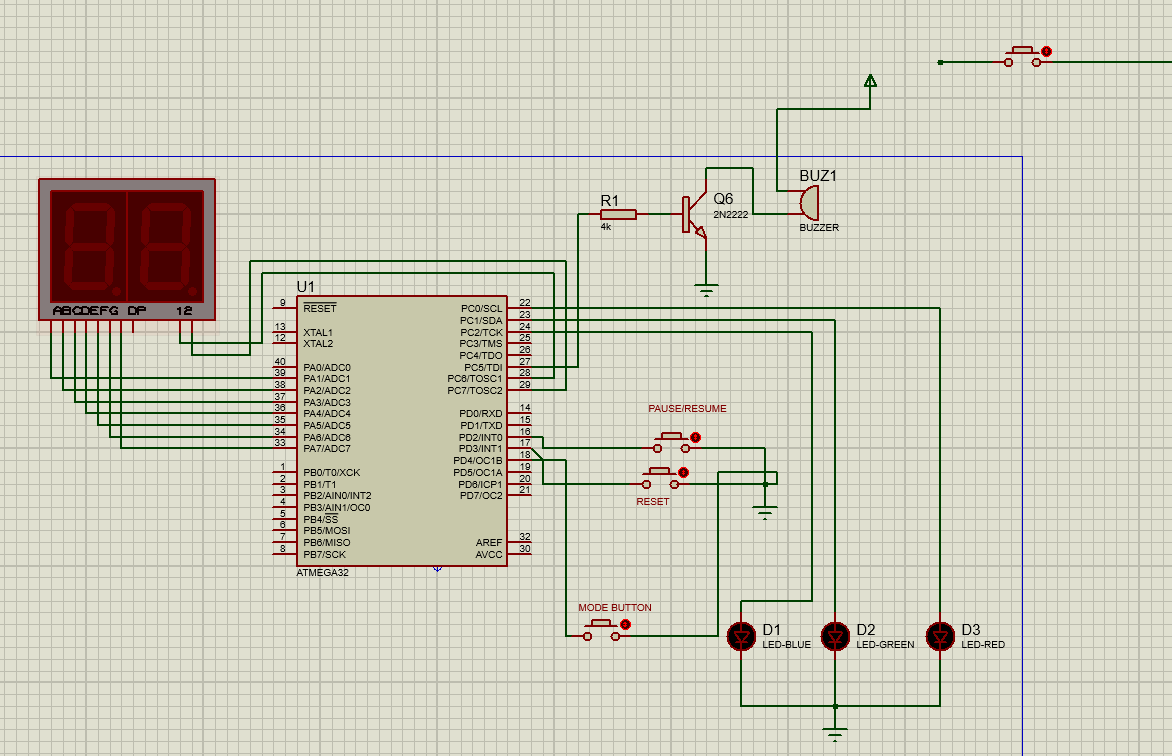 BUZ1
BUZZER
R1
4k
Q6
2N2222
ABCDEFG DP
12
U1
ATMEGA32
9 RESET
13 XTAL1
12 XTAL2
40 PA0/ADC0
39 PA1/ADC1
38 PA2/ADC2
37 PA3/ADC3
36 PA4/ADC4
35 PA5/ADC5
34 PA6/ADC6
33 PA7/ADC7
1 PB0/T0/XCK
2 PB1/T1
3 PB2/AIN0/INT2
4 PB3/AIN1/OC0
5 PB4/SS
6 PB5/MOSI
7 PB6/MISO
8 PB7/SCK
PC0/SCL 22
PC1/SDA 23
PC2/TCK 24
PC3/TMS 25
PC4/TDO 26
PC5/TDI 27
PC6/TOSC1 28
PC7/TOSC2 29
PD0/RXD 14
PD1/TXD 15
PD2/INT0 16
PD3/INT1 17
PD4/OC1B 18
PD5/OC1A 19
PD6/ICP1 20
PD7/OC2 21
AREF 32
AVCC 30
PAUSE/RESUME
RESET
MODE BUTTON
D1
LED-BLUE
D2
LED-GREEN
D3
LED-RED